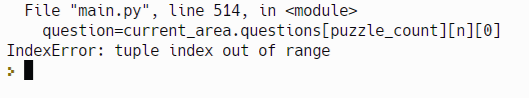 File "main.py", line 514, in <module>
question=current_area.questions[puzzle_count][n][0]
IndexError: tuple index out of range
>